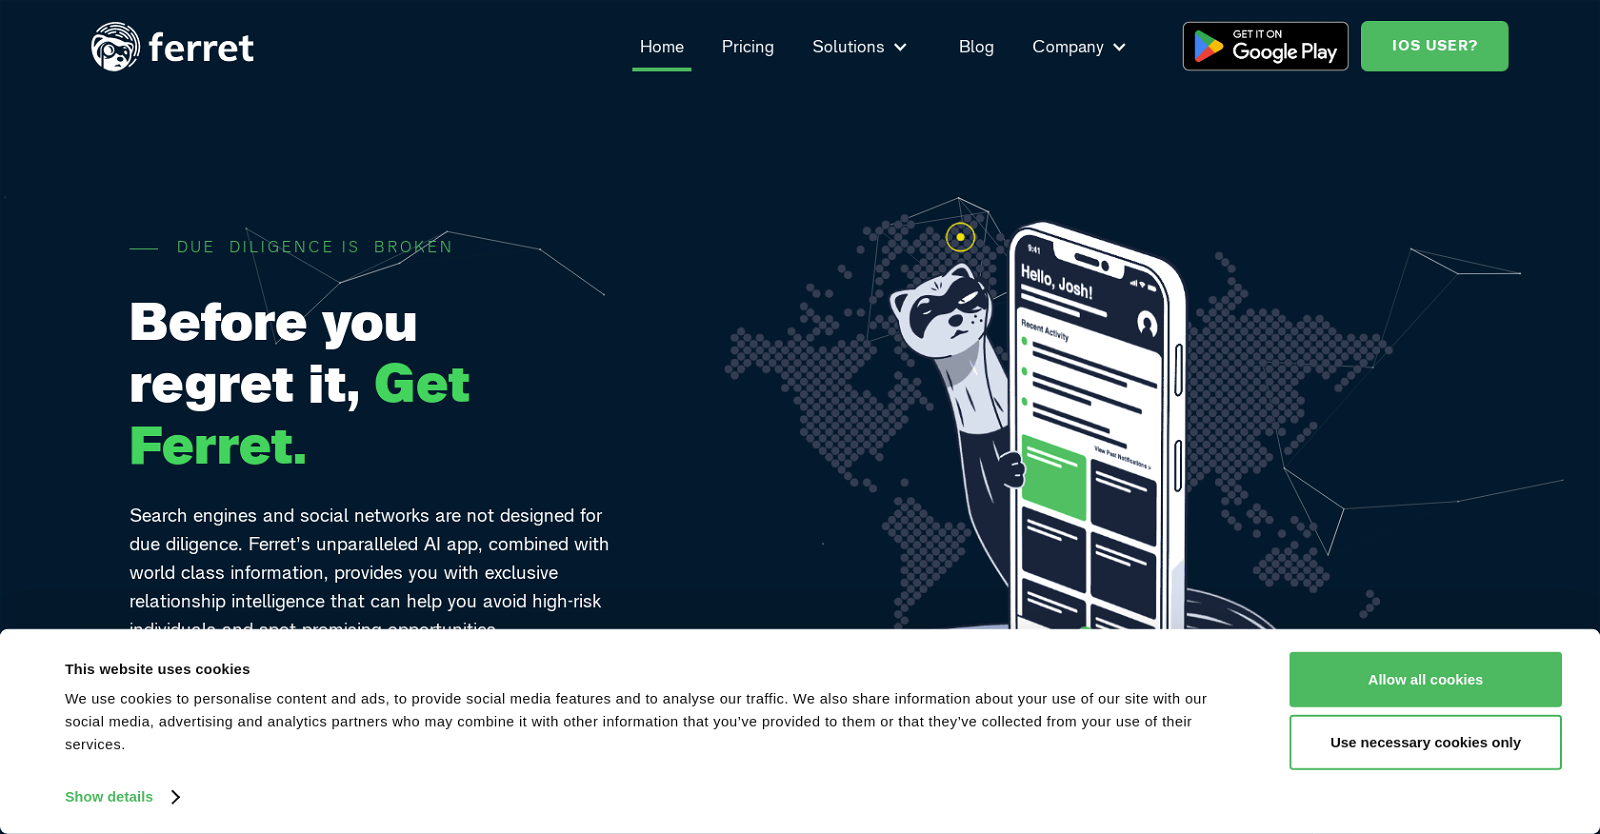 ferret
Home
Pricing
Solutions
Blog
Company
GET IT ON
Google Play
IOS USER?
DUE DILIGENCE IS BROKEN
Before you
regret it, Get
Ferret.
Search engines and social networks are not designed for
due diligence. Ferret's unparalleled AI app, combined with
world class information, provides you with exclusive
relationship intelligence that can help you avoid high-risk
individuals and spot promising opportunities.
9:41
Hello, Josh!
Recent Activity
View Past Notifications >
This website uses cookies
We use cookies to personalise content and ads, to provide social media features and to analyse our traffic. We also share information about your use of our site with our
social media, advertising and analytics partners who may combine it with other information that you've provided to them or that they've collected from your use of their
services.
Show details
Allow all cookies
Use necessary cookies only